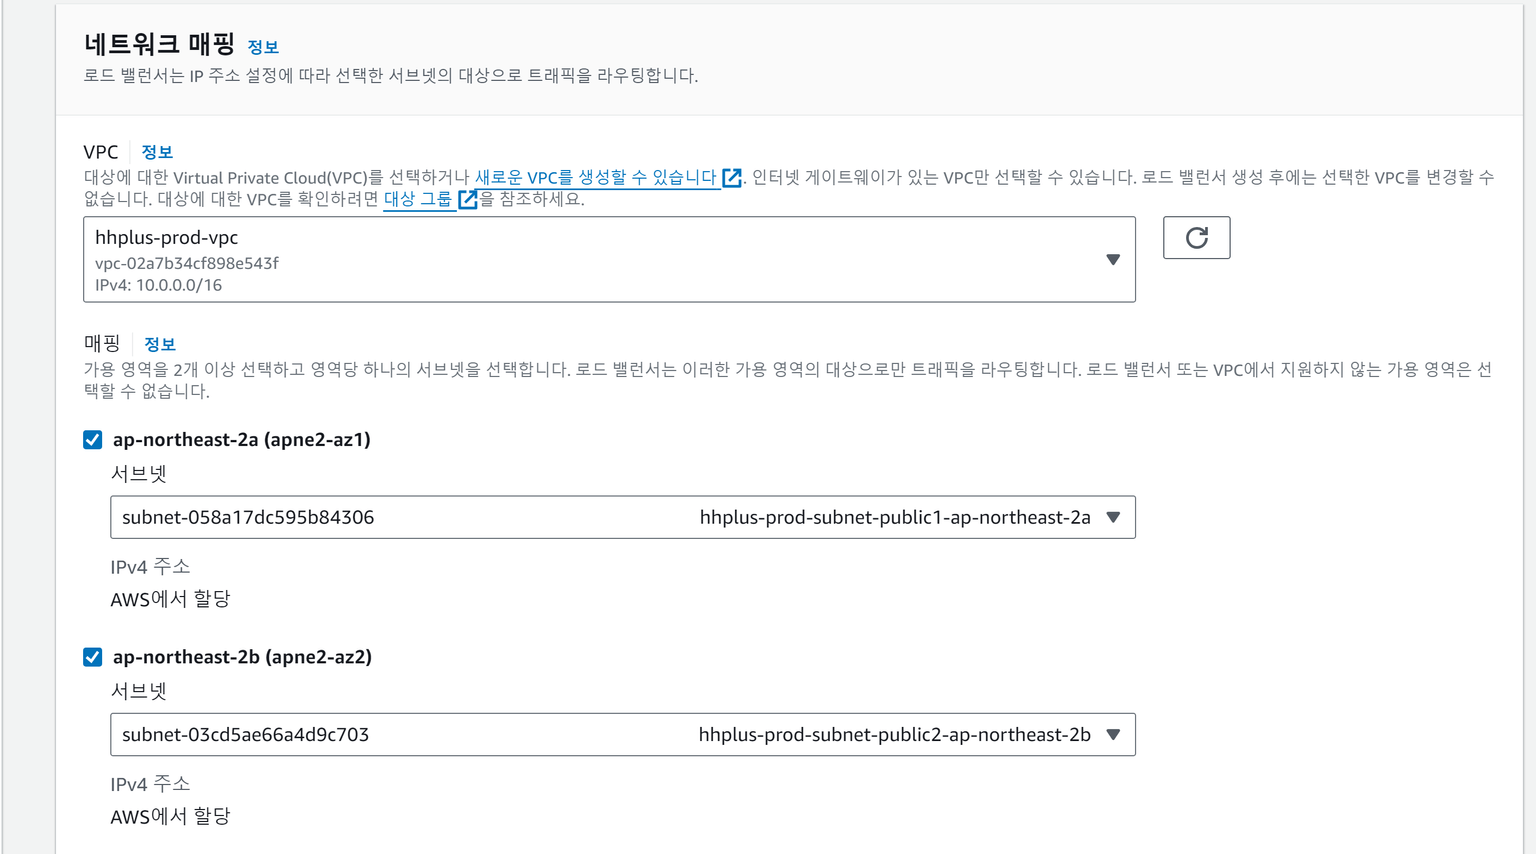 네트워크 매핑 정보
로드 밸런서는 IP 주소 설정에 따라 선택한 서브넷의 대상으로 트래픽을 라우팅합니다.
VPC 정보
대상에 대한 Virtual Private Cloud(VPC)를 선택하거나 새로운 VPC를 생성할 수 있습니다. 인터넷 게이트웨이가 있는 VPC만 선택할 수 있습니다. 로드 밸런서 생성 후에는 선택한 VPC를 변경할 수
없습니다. 대상에 대한 VPC를 확인하려면 대상 그룹을 참조하세요.
hhplus-prod-vpc
vpc-02a7b34cf898e543f
IPv4: 10.0.0.0/16
매핑 정보
가용 영역을 2개 이상 선택하고 영역당 하나의 서브넷을 선택합니다. 로드 밸런서는 이러한 가용 영역의 대상으로만 트래픽을 라우팅합니다. 로드 밸런서 또는 VPC에서 지원하지 않는 가용 영역은 선
택할 수 없습니다.
ap-northeast-2a (apne2-az1)
서브넷
subnet-058a17dc595b84306 hhplus-prod-subnet-public1-ap-northeast-2a
IPv4 주소
AWS에서 할당
ap-northeast-2b (apne2-az2)
서브넷
subnet-03cd5ae66a4d9c703 hhplus-prod-subnet-public2-ap-northeast-2b
IPv4 주소
AWS에서 할당